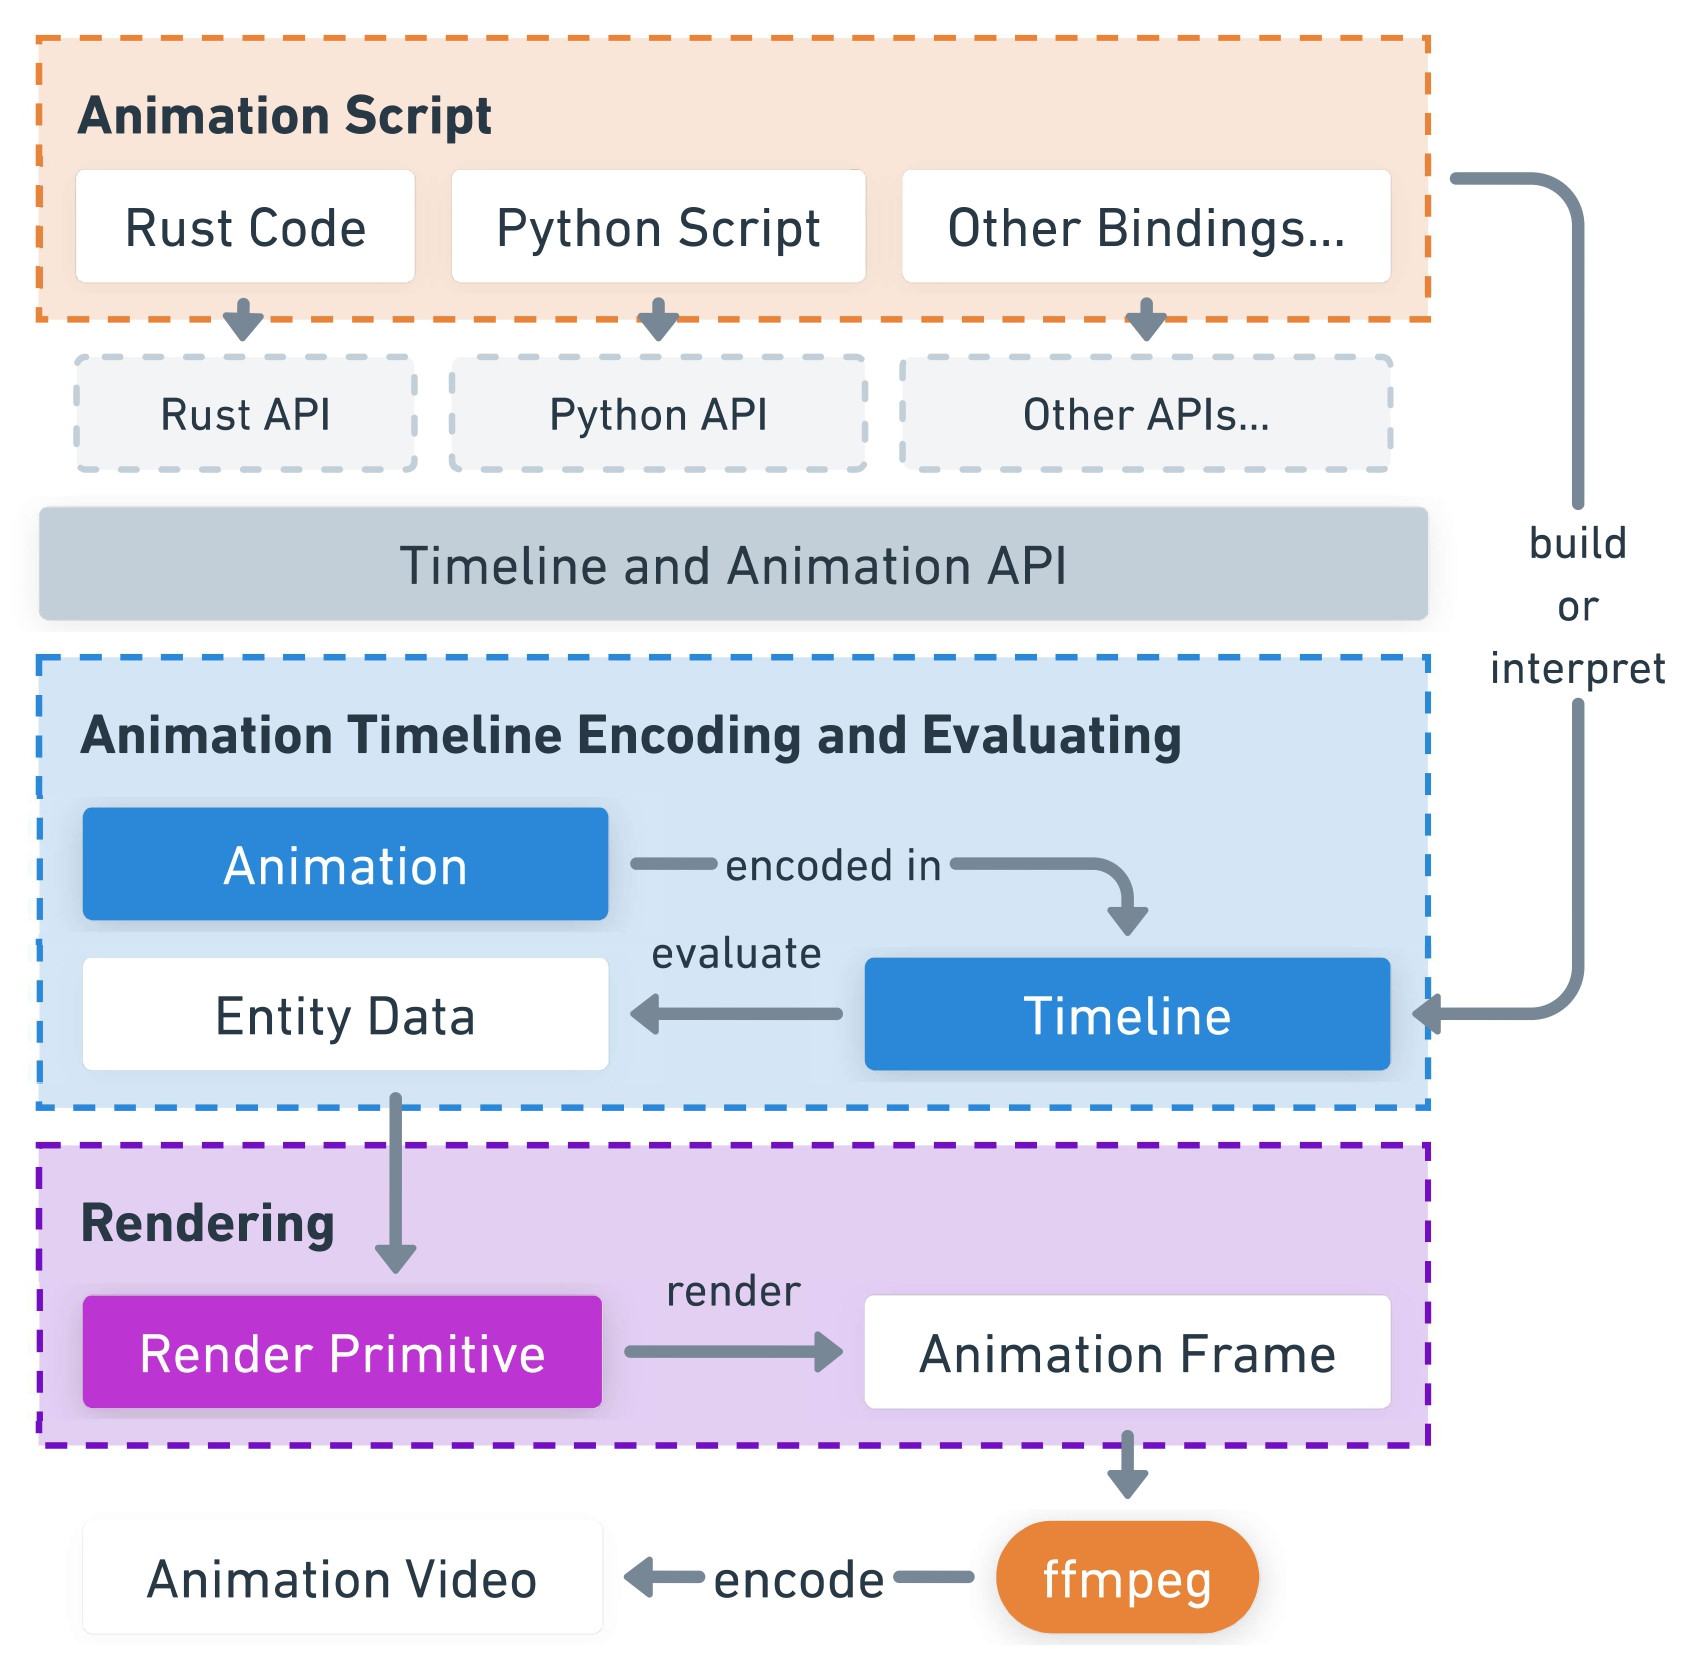 Animation Script
Rust Code
Python Script
Other Bindings...
Rust API
Python API
Other APIs...
Timeline and Animation API
build
or
interpret
Animation Timeline Encoding and Evaluating
Animation
encoded in
evaluate
Entity Data
Timeline
Rendering
render
Render Primitive
Animation Frame
Animation Video
encode
ffmpeg